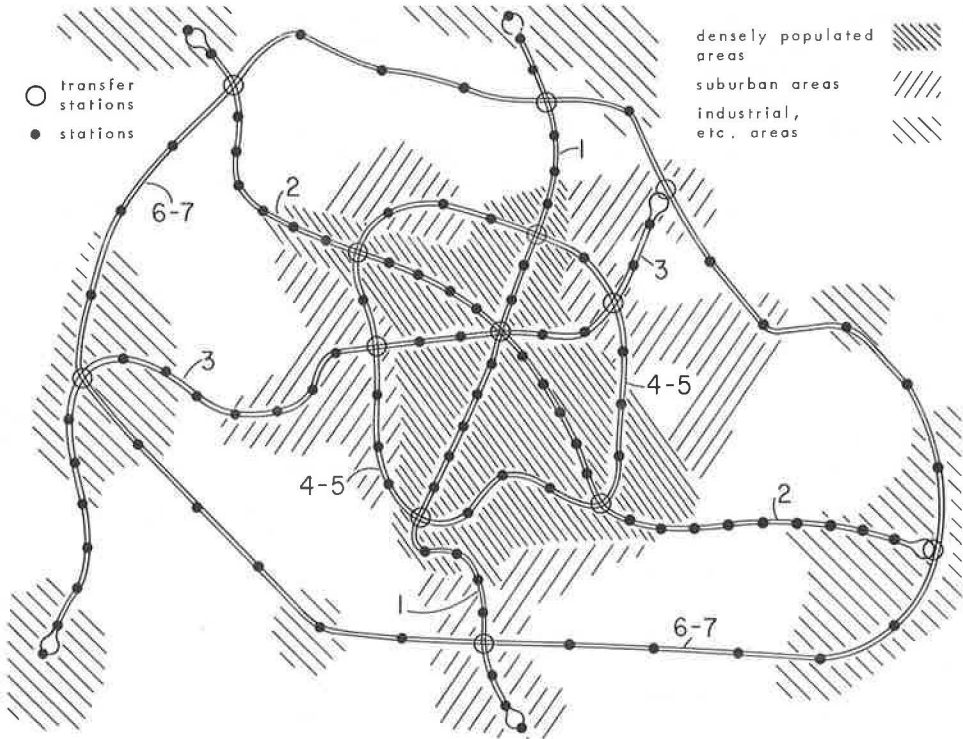 densely populated
areas
suburban areas
industrial,
etc. areas
transfer
stations
stations
1
2
6-7
3
3
4-5
4-5
2
1
6-7